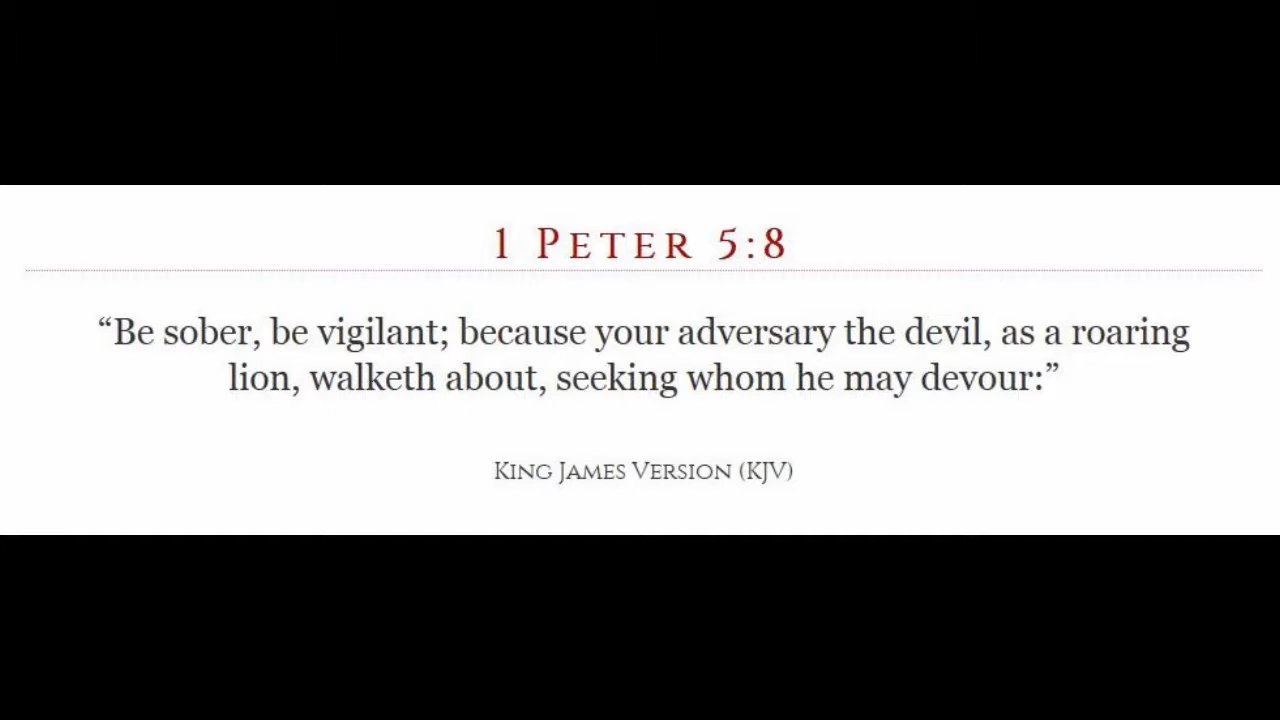 1 Peter 5:8
“Be sober, be vigilant; because your adversary the devil, as a roaring
lion, walketh about, seeking whom he may devour:”
King James Version (KJV)